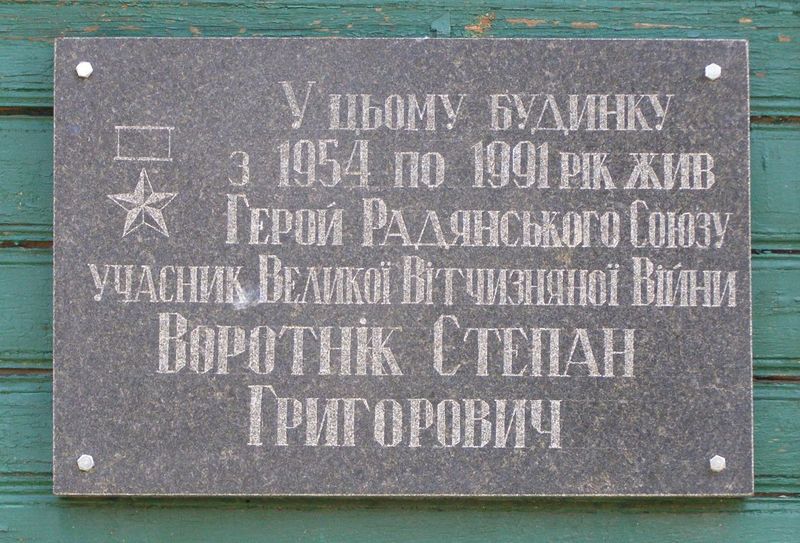 У цьому будинку
з 1954 по 1991 рік жив
Герой Радянського Союзу
учасник Великої Вітчизняної Війни
Воротнік Степан
Григорович